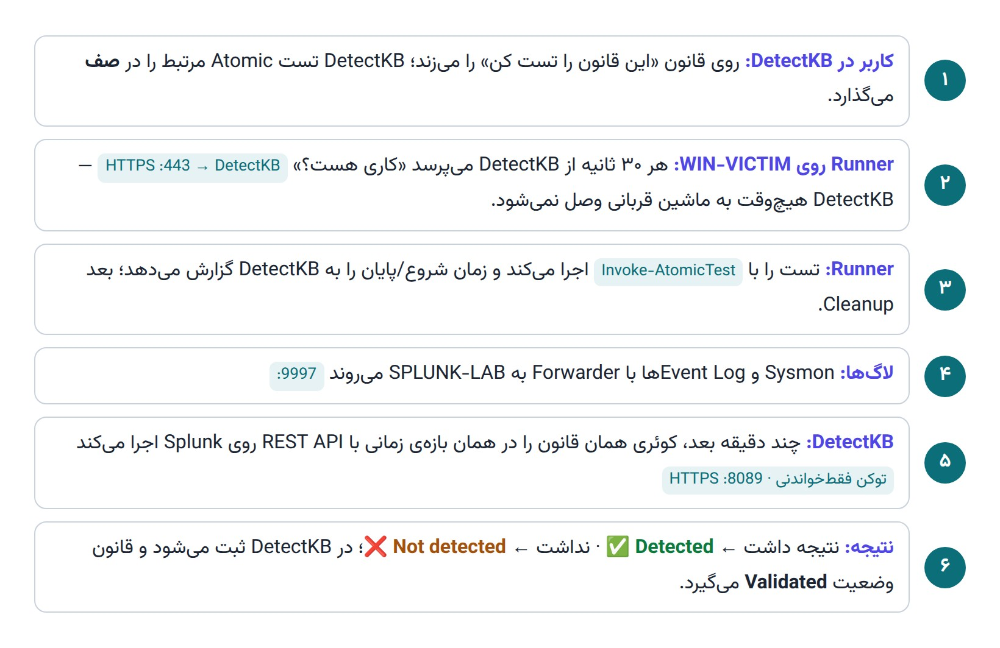 ۱
کاربر در DetectKB: روی قانون «این قانون را تست کن» را می‌زند؛ DetectKB تست Atomic مرتبط را در صف
می‌گذارد.
۲
Runner روی WIN-VICTIM: هر ۳۰ ثانیه از DetectKB می‌پرسد «کاری هست؟» HTTPS :443 → DetectKB —
DetectKB هیچ‌وقت به ماشین قربانی وصل نمی‌شود.
۳
Runner: تست را با Invoke-AtomicTest اجرا می‌کند و زمان شروع/پایان را به DetectKB گزارش می‌دهد؛ بعد
Cleanup.
۴
لاگ‌ها: Sysmon و Event Logها با Forwarder به SPLUNK-LAB می‌روند :9997
۵
DetectKB: چند دقیقه بعد، کوئری همان قانون را در همان بازه‌ی زمانی با REST API روی Splunk اجرا می‌کند
توکن فقط‌خواندنی · HTTPS :8089
۶
نتیجه: نتیجه داشت ← Detected ✅ · نداشت ← Not detected ❌؛ در DetectKB ثبت می‌شود و قانون
وضعیت Validated می‌گیرد.